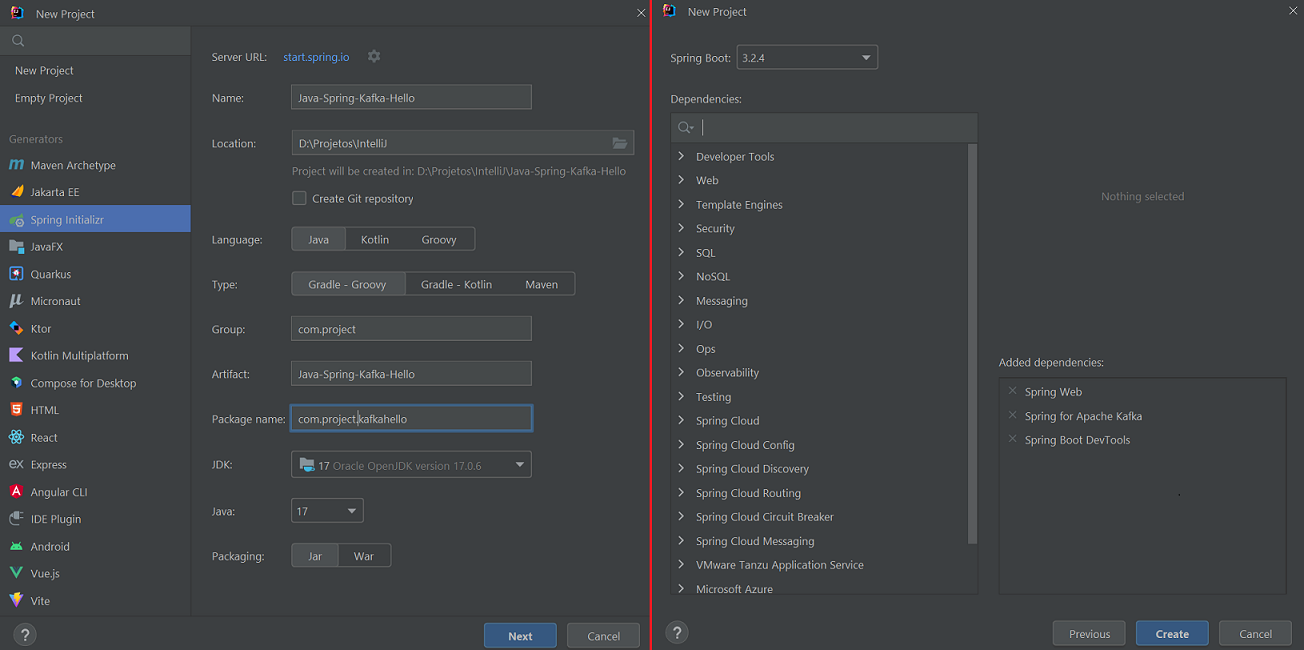 New Project
New Project
Empty Project
Generators
Maven Archetype
Jakarta EE
Spring Initializr
JavaFX
Quarkus
Micronaut
Ktor
Kotlin Multiplatform
Compose for Desktop
HTML
React
Express
Angular CLI
IDE Plugin
Android
Vue.js
Vite
?
Server URL: start.spring.io
Name: Java-Spring-Kafka-Hello
Location: D:\Projetos\IntelliJ
Project will be created in: D:\Projetos\IntelliJ\Java-Spring-Kafka-Hello
Create Git repository
Language: Java Kotlin Groovy
Type: Gradle - Groovy Gradle - Kotlin Maven
Group: com.project
Artifact: Java-Spring-Kafka-Hello
Package name: com.project.kafkahello
JDK: 17 Oracle OpenJDK version 17.0.6
Java: 17
Packaging: Jar War
Next Cancel
New Project
Spring Boot: 3.2.4
Dependencies:
Developer Tools
Web
Template Engines
Security
SQL
NoSQL
Messaging
I/O
Ops
Observability
Testing
Spring Cloud
Spring Cloud Config
Spring Cloud Discovery
Spring Cloud Routing
Spring Cloud Circuit Breaker
Spring Cloud Messaging
VMware Tanzu Application Service
Microsoft Azure
Nothing selected
Added dependencies:
Spring Web
Spring for Apache Kafka
Spring Boot DevTools
?
Previous Create Cancel